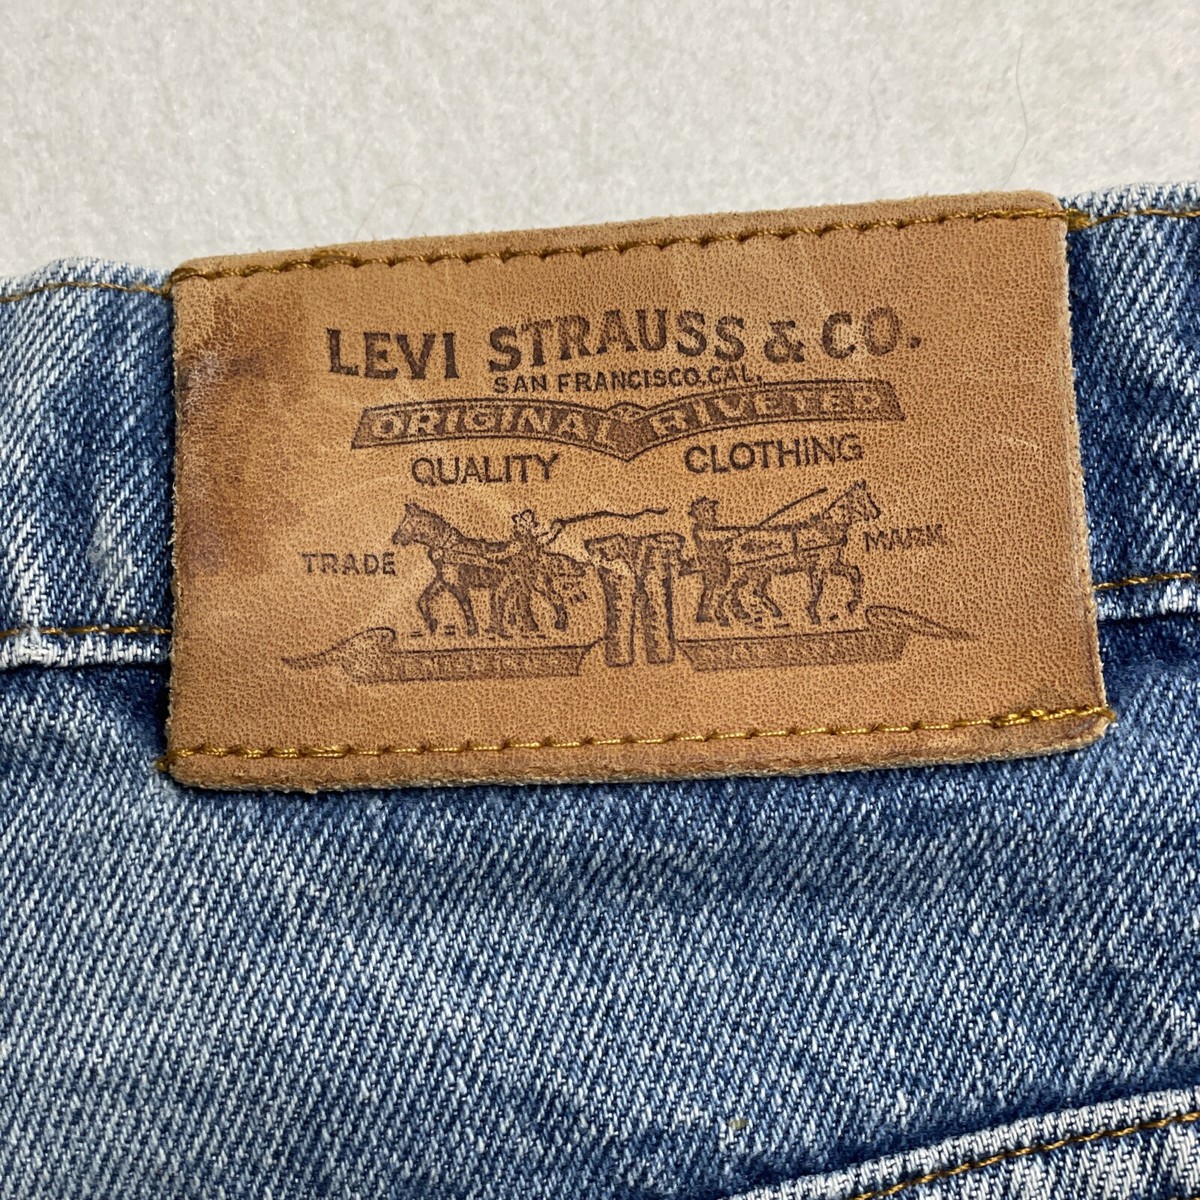 LEVI STRAUSS & CO.
SAN FRANCISCO, CAL.
ORIGINAL RIVETED
QUALITY CLOTHING
TRADE MARK